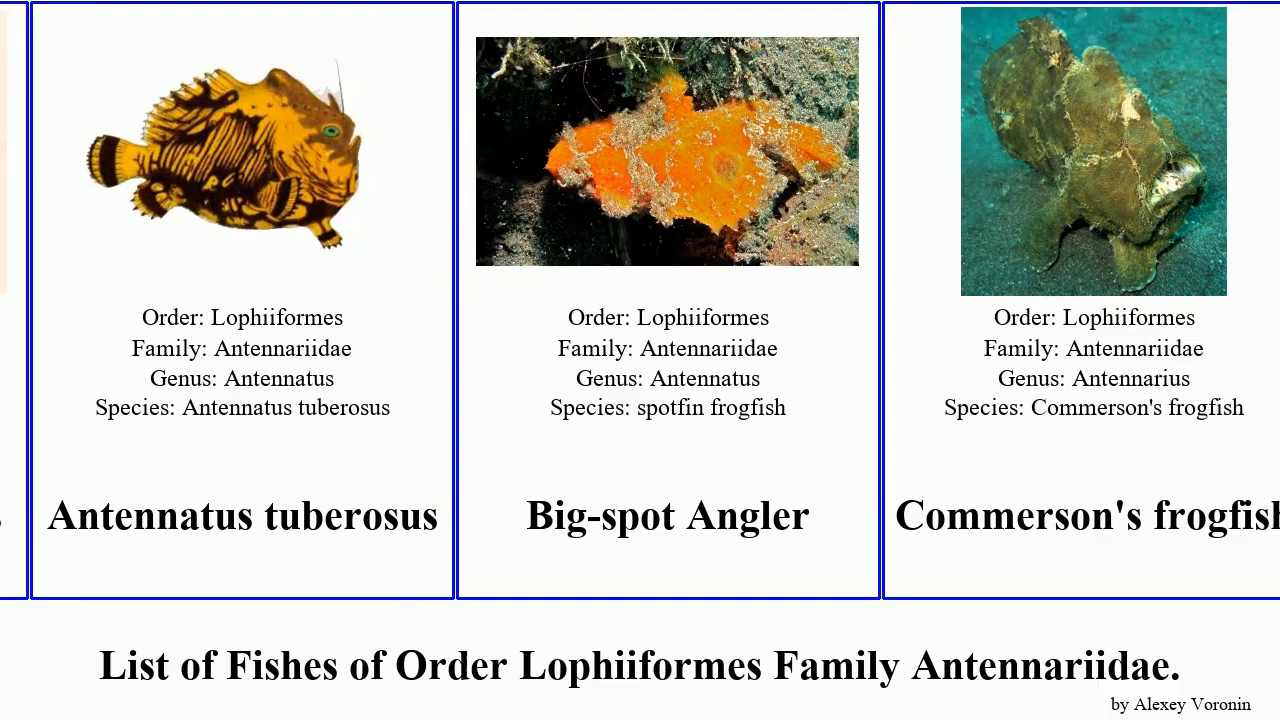 Order: Lophiiformes
Family: Antennariidae
Genus: Antennatus
Species: Antennatus tuberosus
Antennatus tuberosus
Order: Lophiiformes
Family: Antennariidae
Genus: Antennatus
Species: spotfin frogfish
Big-spot Angler
Order: Lophiiformes
Family: Antennariidae
Genus: Antennarius
Species: Commerson's frogfish
Commerson's frogfish
List of Fishes of Order Lophiiformes Family Antennariidae.
by Alexey Voronin